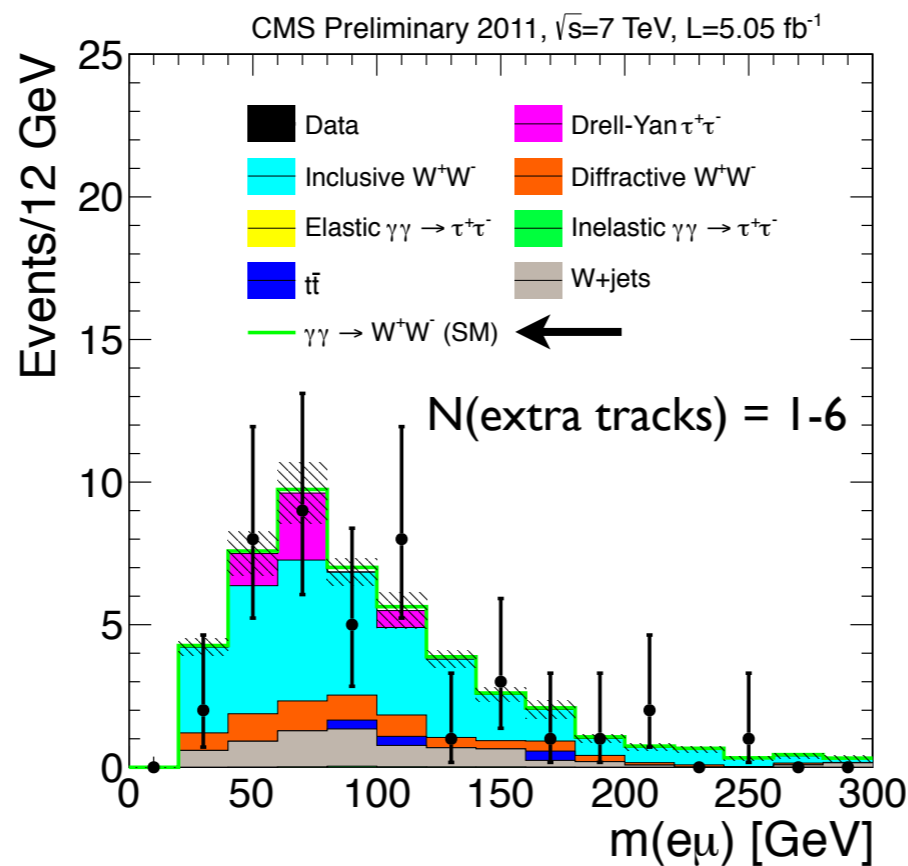 CMS Preliminary 2011, √s=7 TeV, L=5.05 fb⁻¹
Events/12 GeV
25
20
15
10
5
0
Data
Drell-Yan τ⁺τ⁻
Inclusive W⁺W⁻
Diffractive W⁺W⁻
Elastic γγ → τ⁺τ⁻
Inelastic γγ → τ⁺τ⁻
tt̄
W+jets
γγ → W⁺W⁻ (SM)
N(extra tracks) = 1-6
0 50 100 150 200 250 300
m(eμ) [GeV]